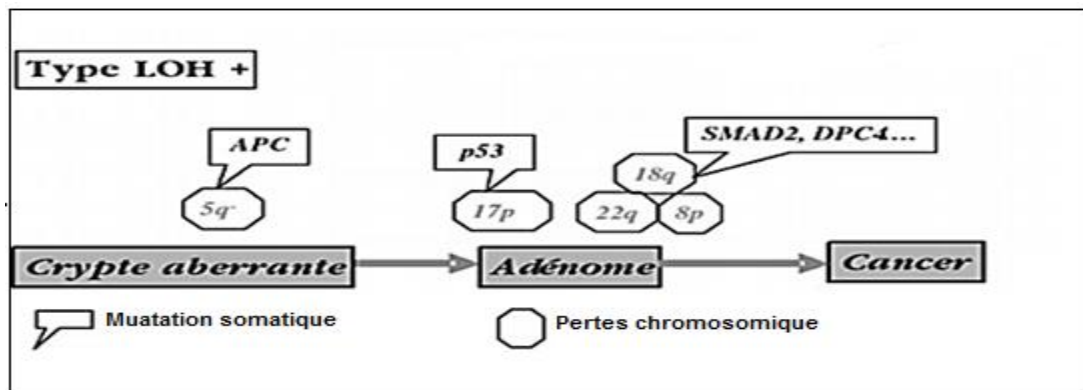 Type LOH +
APC
p53
SMAD2, DPC4...
5q-
17p
18q
22q
8p
Crypte aberrante
Adénome
Cancer
Muatation somatique
Pertes chromosomique